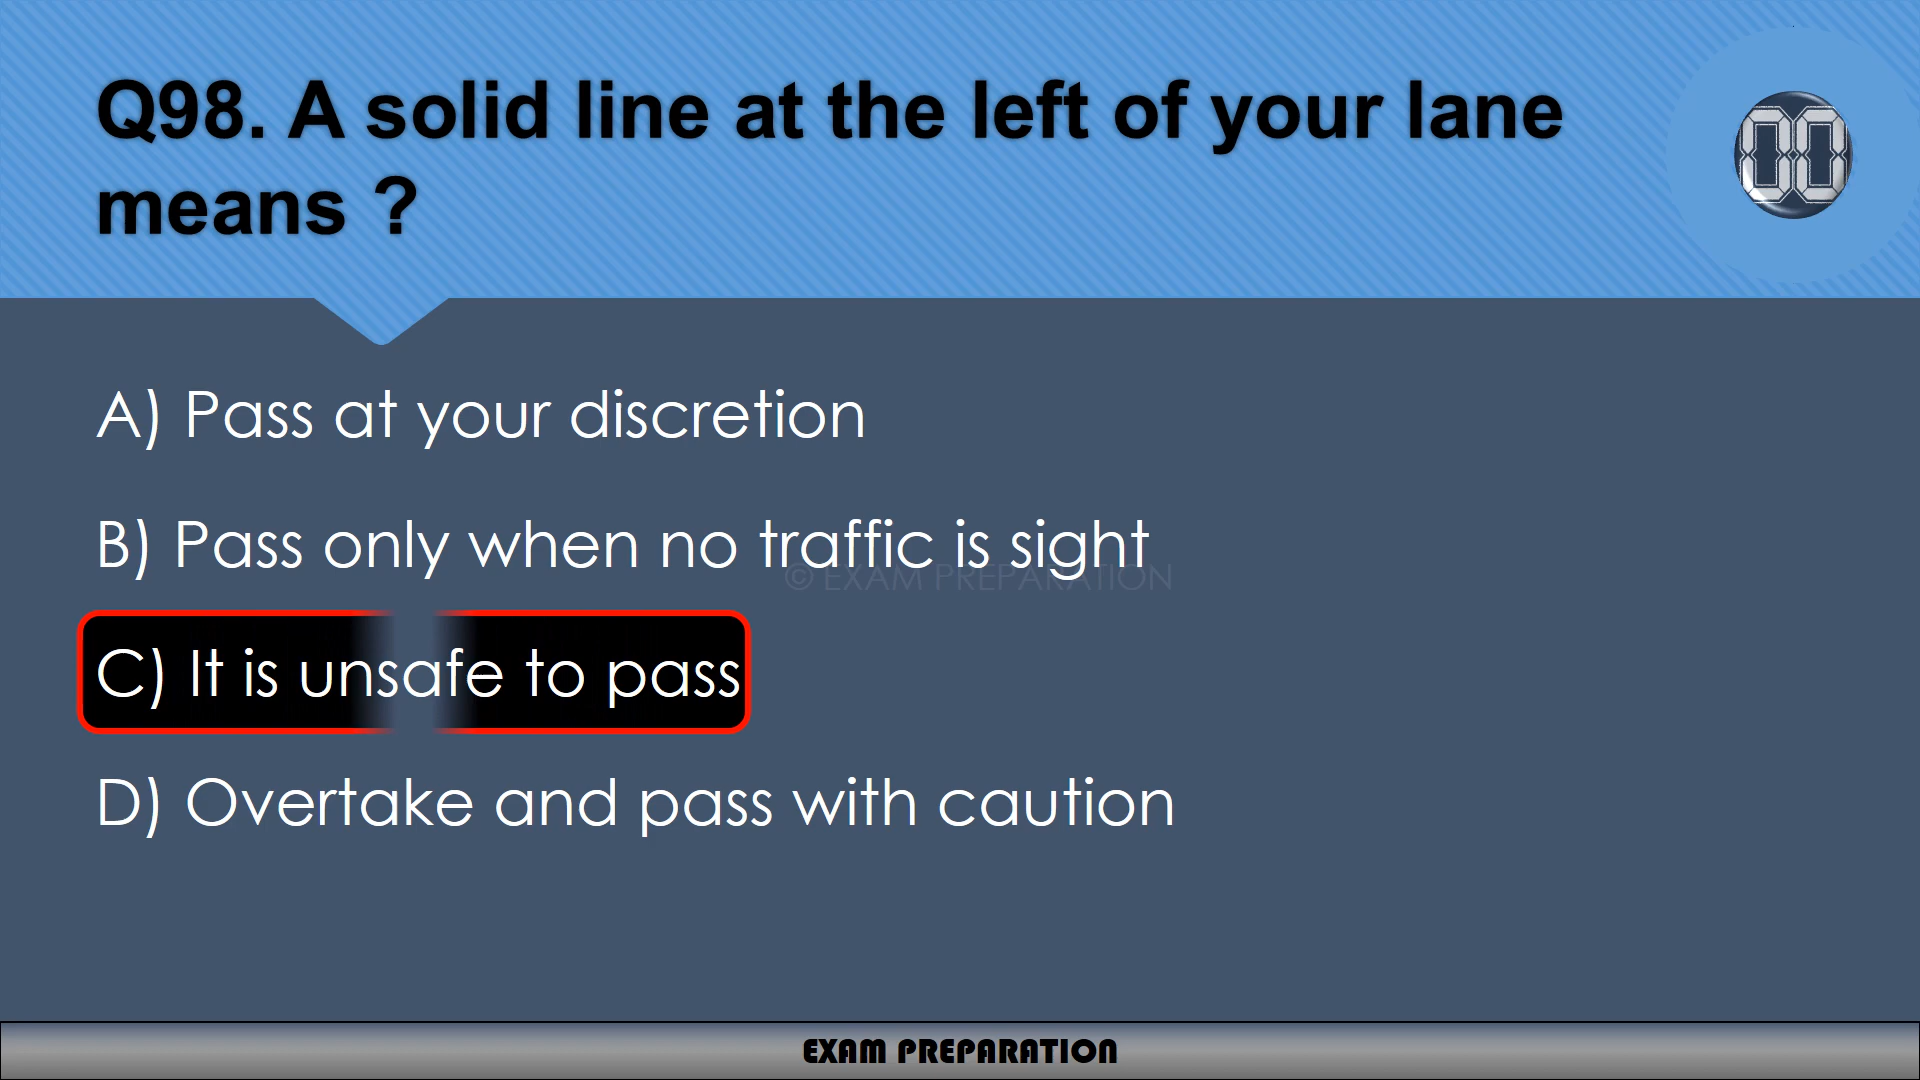 Q98. A solid line at the left of your lane
means ?
00
A) Pass at your discretion
B) Pass only when no traffic is sight
© EXAM PREPARATION
C) It is unsafe to pass
D) Overtake and pass with caution
EXAM PREPARATION